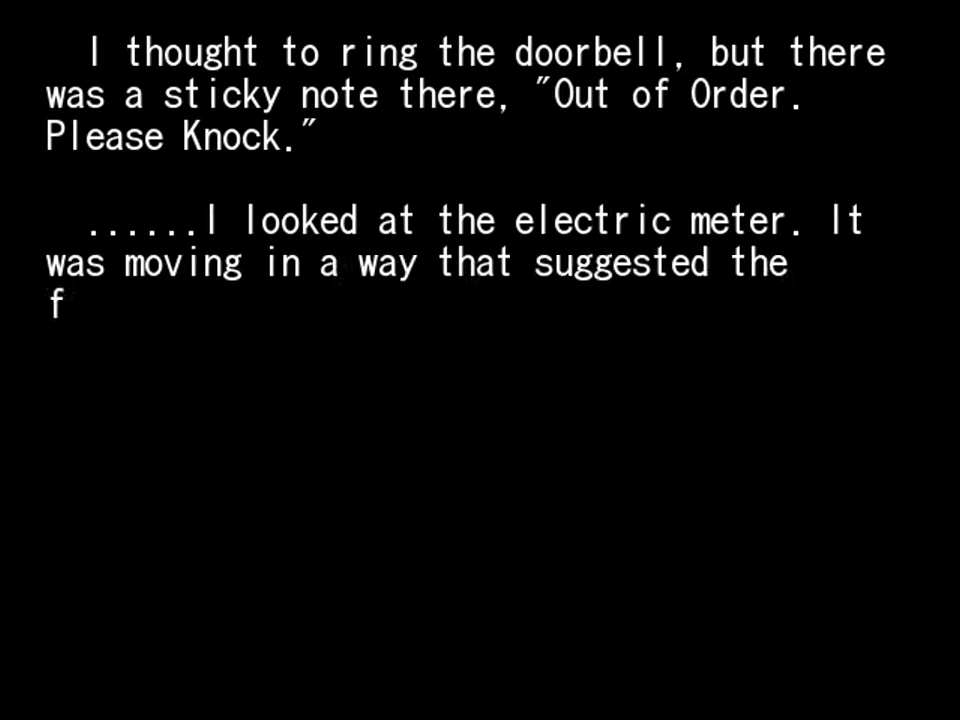 I thought to ring the doorbell, but there
was a sticky note there, "Out of Order.
Please Knock."
......I looked at the electric meter. It
was moving in a way that suggested the
f